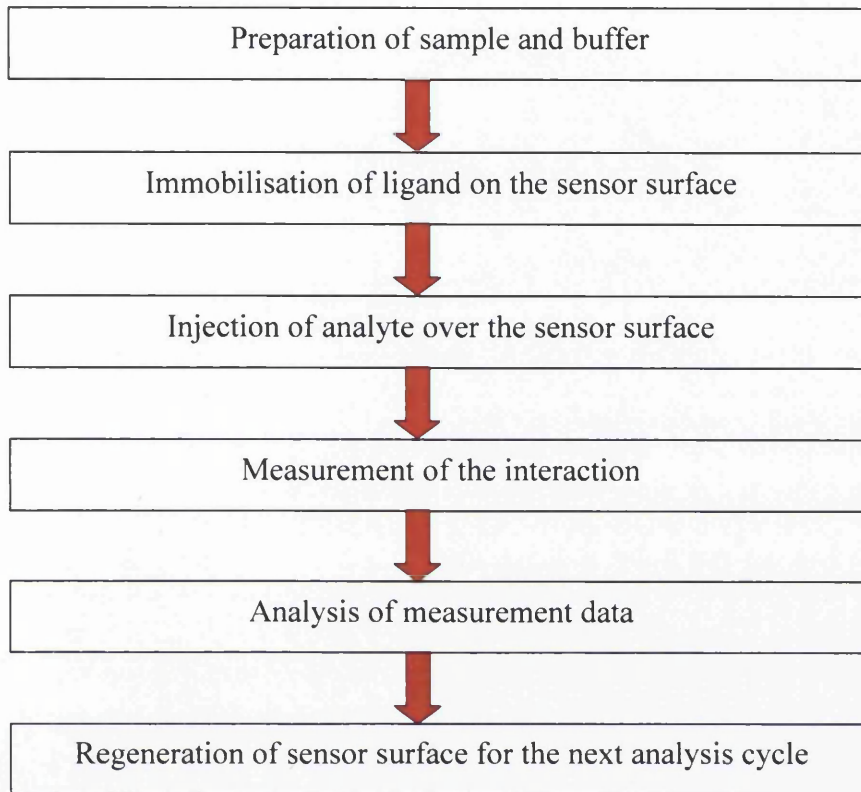 Preparation of sample and buffer
Immobilisation of ligand on the sensor surface
Injection of analyte over the sensor surface
Measurement of the interaction
Analysis of measurement data
Regeneration of sensor surface for the next analysis cycle